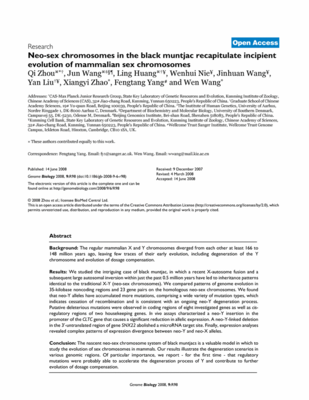 Open Access
Research
Neo-sex chromosomes in the black muntjac recapitulate incipient
evolution of mammalian sex chromosomes
Qi Zhou, Jun Wang, Ling Huang, Wenhui Nie, Jinhuan Wang,
Yan Liu, Xiangyi Zhao, Fengtang Yang and Wen Wang
Addresses: CAS-Max Planck Junior Research Group, State Key Laboratory of Genetic Resources and Evolution, Kunming Institute of Zoology,
Chinese Academy of Sciences (CAS), Kunming, Yunnan 650223, People's Republic of China. Graduate School of Chinese
Academy Sciences, Beijing 100039, People's Republic of China. The Institute of Human Genetics, University of Aarhus,
DK-8000 Aarhus C, Denmark. Department of Biochemistry and Molecular Biology, University of Southern Denmark,
Campusvej 55, DK-5230, Odense M, Denmark. Beijing Genomics Institute, Shenzhen People's Republic of China.
Kunming Cell Bank, State Key Laboratory of Genetic Resources and Evolution, Kunming Institute of Zoology, Chinese Academy of Sciences,
Kunming, Yunnan 650223, People's Republic of China. Wellcome Trust Sanger Institute, Wellcome Trust Genome
Campus, Hinxton, Cambridge, CB10 1SA, UK.
These authors contributed equally to this work.
Correspondence: Fengtang Yang. Email: Wen Wang. Email:
Published: 14 June 2008
Received: 9 December 2007
Revised: 4 March 2008
Accepted: 14 June 2008
Genome Biology 2008, 9:R98 (doi:10.1186/gb-2008-9-6-r98)
The electronic version of this article is the complete one and can be
found online at http://genomebiology.com/2008/9/6/R98
© 2008 Zhou et al.; licensee BioMed Central Ltd.
This is an open access article distributed under the terms of the Creative Commons Attribution License (http://creativecommons.org/licenses/by/2.0), which
permits unrestricted use, distribution, and reproduction in any medium, provided the original work is properly cited.
Abstract
Background: The regular mammalian X and Y chromosomes diverged from each other at least 166 to
148 million years ago, leaving few traces of their early evolution, including degeneration of the Y
chromosome and evolution of dosage compensation.
Results: We studied the intriguing case of black muntjac, in which a recent X-autosome fusion and a
subsequent large autosomal inversion within just the past 0.5 million years have led to inheritance patterns
identical to the traditional X-Y (neo-sex) chromosomes. We compared patterns of genome evolution in
35-kilobase noncoding regions and 23 gene pairs on the homologous neo-sex chromosomes. We found
that neo-Y alleles have accumulated more mutations, comprising a wide variety of mutation types, which
indicates cessation of recombination and is consistent with an ongoing neo-Y degeneration process.
Putative deleterious mutations were observed in coding regions of eight investigated genes as well as cis-
regulatory regions of two housekeeping genes. In vivo assays characterized a neo-Y insertion in the
promoter of the CLTC gene that causes a significant reduction in allelic expression. A neo-Y-linked deletion
in the 3' untranslated region of gene SNX22 abolished a microRNA target site. Finally, expression analyses
revealed complex patterns of expression divergence between neo-Y and neo-X alleles.
Conclusion: The nascent neo-sex chromosome system of black muntjacs is a valuable model in which to
study the evolution of sex chromosomes in mammals. Our results illustrate the degeneration scenarios in
various genomic regions. Of particular importance, we report - for the first time - that regulatory
mutations were probably able to accelerate the degeneration process of Y and contribute to further
evolution of dosage compensation.
Genome Biology 2008, 9:R98